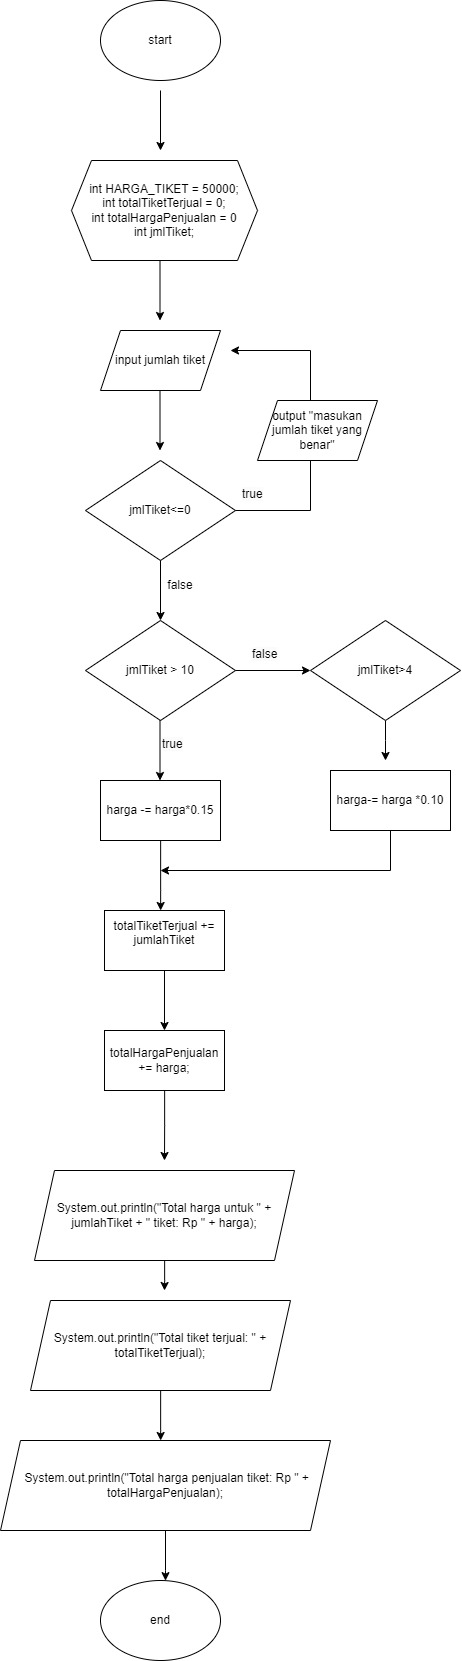 start
int HARGA_TIKET = 50000;
int totalTiketTerjual = 0;
int totalHargaPenjualan = 0
int jmlTiket;
input jumlah tiket
output "masukan
jumlah tiket yang
benar"
jmlTiket<=0
true
false
jmlTiket > 10
false
jmlTiket>4
true
harga -= harga*0.15
harga-= harga *0.10
totalTiketTerjual +=
jumlahTiket
totalHargaPenjualan
+= harga;
System.out.println("Total harga untuk " +
jumlahTiket + " tiket: Rp " + harga);
System.out.println("Total tiket terjual: " +
totalTiketTerjual);
System.out.println("Total harga penjualan tiket: Rp " +
totalHargaPenjualan);
end